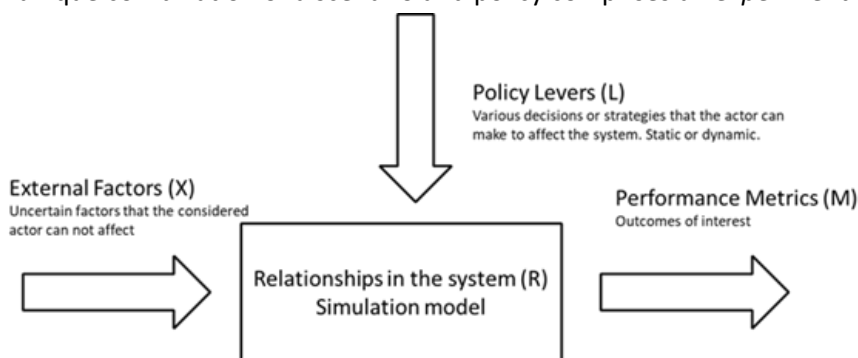 Policy Levers (L)
Various decisions or strategies that the actor can
make to affect the system. Static or dynamic.
External Factors (X)
Uncertain factors that the considered
actor can not affect
Performance Metrics (M)
Outcomes of interest
Relationships in the system (R)
Simulation model